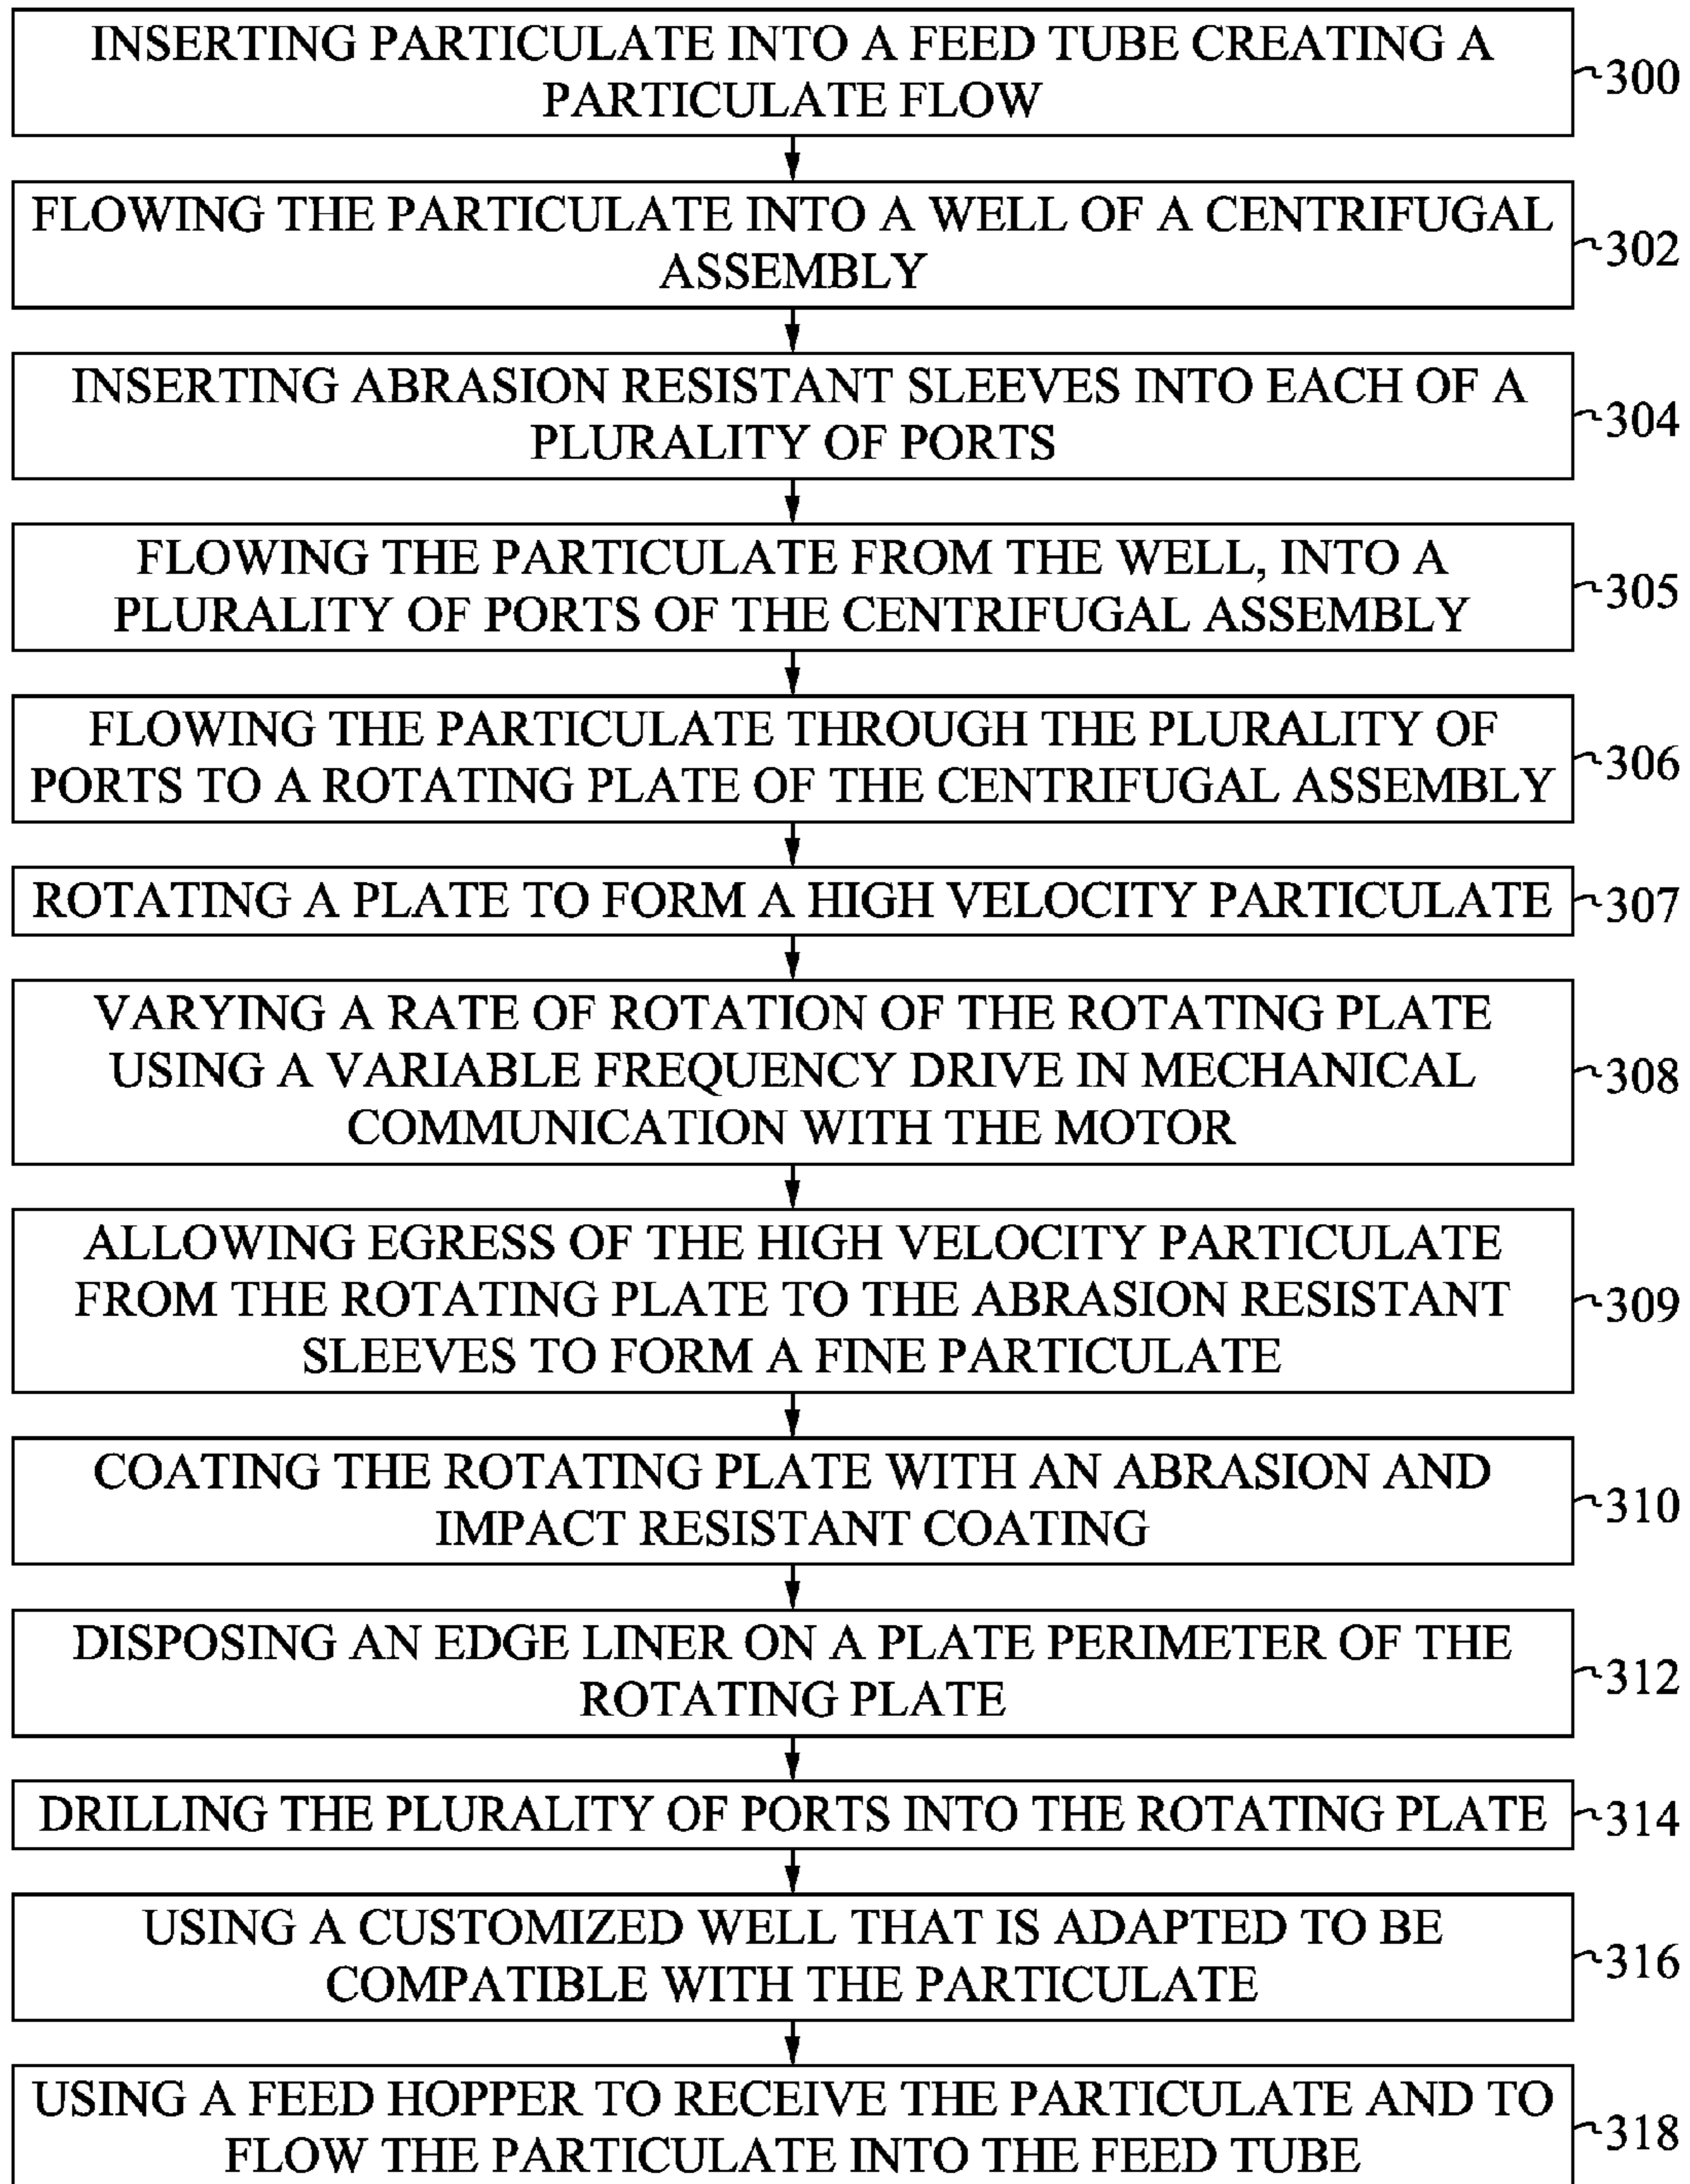 INSERTING PARTICULATE INTO A FEED TUBE CREATING A
PARTICULATE FLOW
300
FLOWING THE PARTICULATE INTO A WELL OF A CENTRIFUGAL
ASSEMBLY
302
INSERTING ABRASION RESISTANT SLEEVES INTO EACH OF A
PLURALITY OF PORTS
304
FLOWING THE PARTICULATE FROM THE WELL, INTO A
PLURALITY OF PORTS OF THE CENTRIFUGAL ASSEMBLY
305
FLOWING THE PARTICULATE THROUGH THE PLURALITY OF
PORTS TO A ROTATING PLATE OF THE CENTRIFUGAL ASSEMBLY
306
ROTATING A PLATE TO FORM A HIGH VELOCITY PARTICULATE
307
VARYING A RATE OF ROTATION OF THE ROTATING PLATE
USING A VARIABLE FREQUENCY DRIVE IN MECHANICAL
COMMUNICATION WITH THE MOTOR
308
ALLOWING EGRESS OF THE HIGH VELOCITY PARTICULATE
FROM THE ROTATING PLATE TO THE ABRASION RESISTANT
SLEEVES TO FORM A FINE PARTICULATE
309
COATING THE ROTATING PLATE WITH AN ABRASION AND
IMPACT RESISTANT COATING
310
DISPOSING AN EDGE LINER ON A PLATE PERIMETER OF THE
ROTATING PLATE
312
DRILLING THE PLURALITY OF PORTS INTO THE ROTATING PLATE
314
USING A CUSTOMIZED WELL THAT IS ADAPTED TO BE
COMPATIBLE WITH THE PARTICULATE
316
USING A FEED HOPPER TO RECEIVE THE PARTICULATE AND TO
FLOW THE PARTICULATE INTO THE FEED TUBE
318